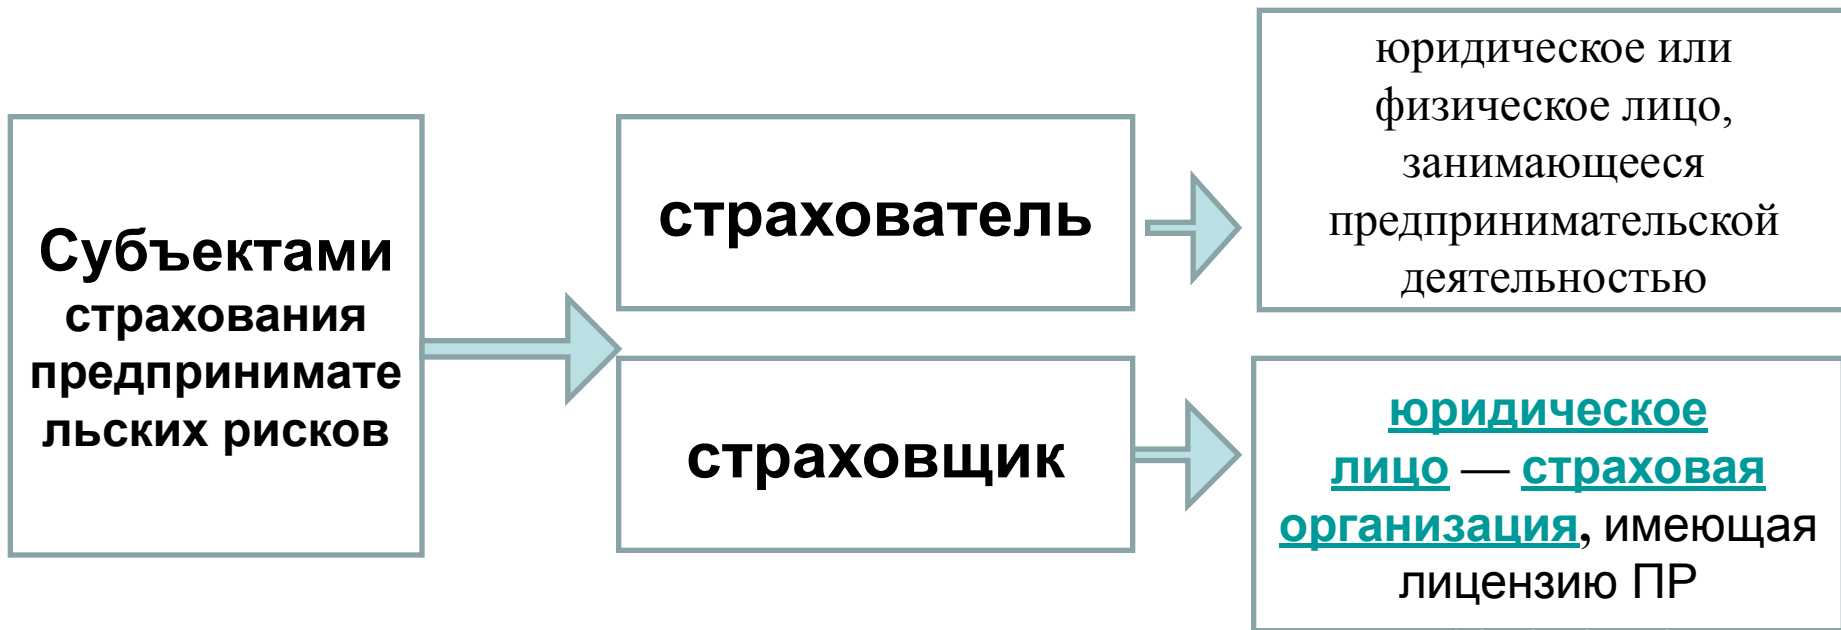 Субъектами
страхования
предпринимате
льских рисков
страхователь
юридическое или
физическое лицо,
занимающееся
предпринимательской
деятельностью
страховщик
юридическое
лицо — страховая
организация, имеющая
лицензию ПР